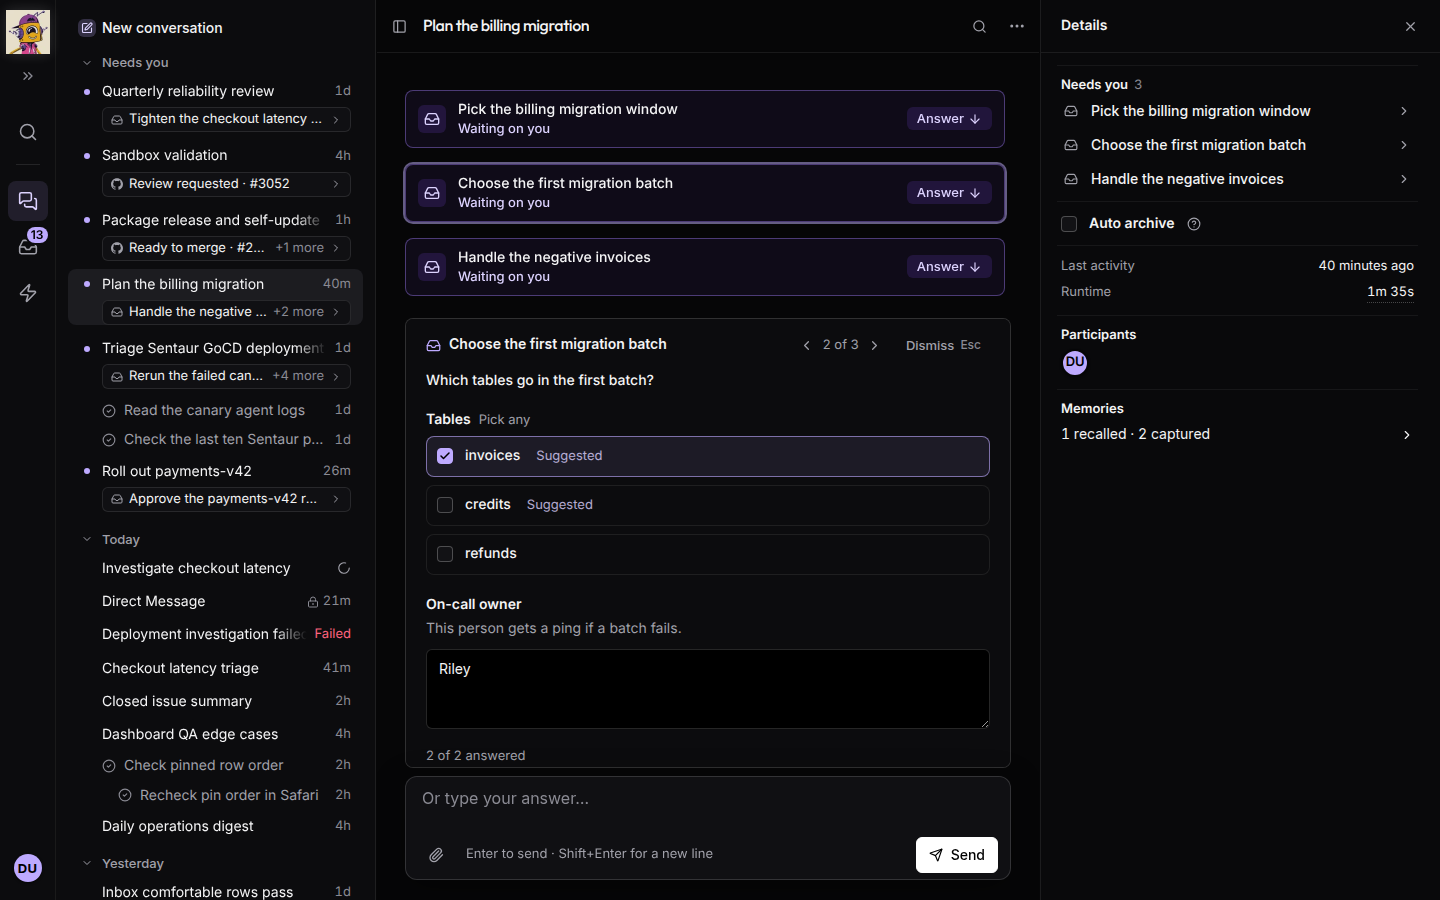 New conversation
Needs you
Quarterly reliability review 1d
Tighten the checkout latency ...
Sandbox validation 4h
Review requested · #3052
Package release and self-update 1h
Ready to merge · #2... +1 more
13
Plan the billing migration 40m
Handle the negative ... +2 more
Triage Sentaur GoCD deployment 1d
Rerun the failed can... +4 more
Read the canary agent logs 1d
Check the last ten Sentaur p... 1d
Roll out payments-v42 26m
Approve the payments-v42 r...
Today
Investigate checkout latency
Direct Message 21m
Deployment investigation failed Failed
Checkout latency triage 41m
Closed issue summary 2h
Dashboard QA edge cases 4h
Check pinned row order 2h
Recheck pin order in Safari 2h
Daily operations digest 4h
Yesterday
Inbox comfortable rows pass 1d
DU
Plan the billing migration
Pick the billing migration window
Waiting on you
Answer
Choose the first migration batch
Waiting on you
Answer
Handle the negative invoices
Waiting on you
Answer
Choose the first migration batch 2 of 3 Dismiss Esc
Which tables go in the first batch?
Tables Pick any
invoices Suggested
credits Suggested
refunds
On-call owner
This person gets a ping if a batch fails.
Riley
2 of 2 answered
Or type your answer...
Enter to send · Shift+Enter for a new line
Send
Details
Needs you 3
Pick the billing migration window
Choose the first migration batch
Handle the negative invoices
Auto archive
Last activity 40 minutes ago
Runtime 1m 35s
Participants
DU
Memories
1 recalled · 2 captured